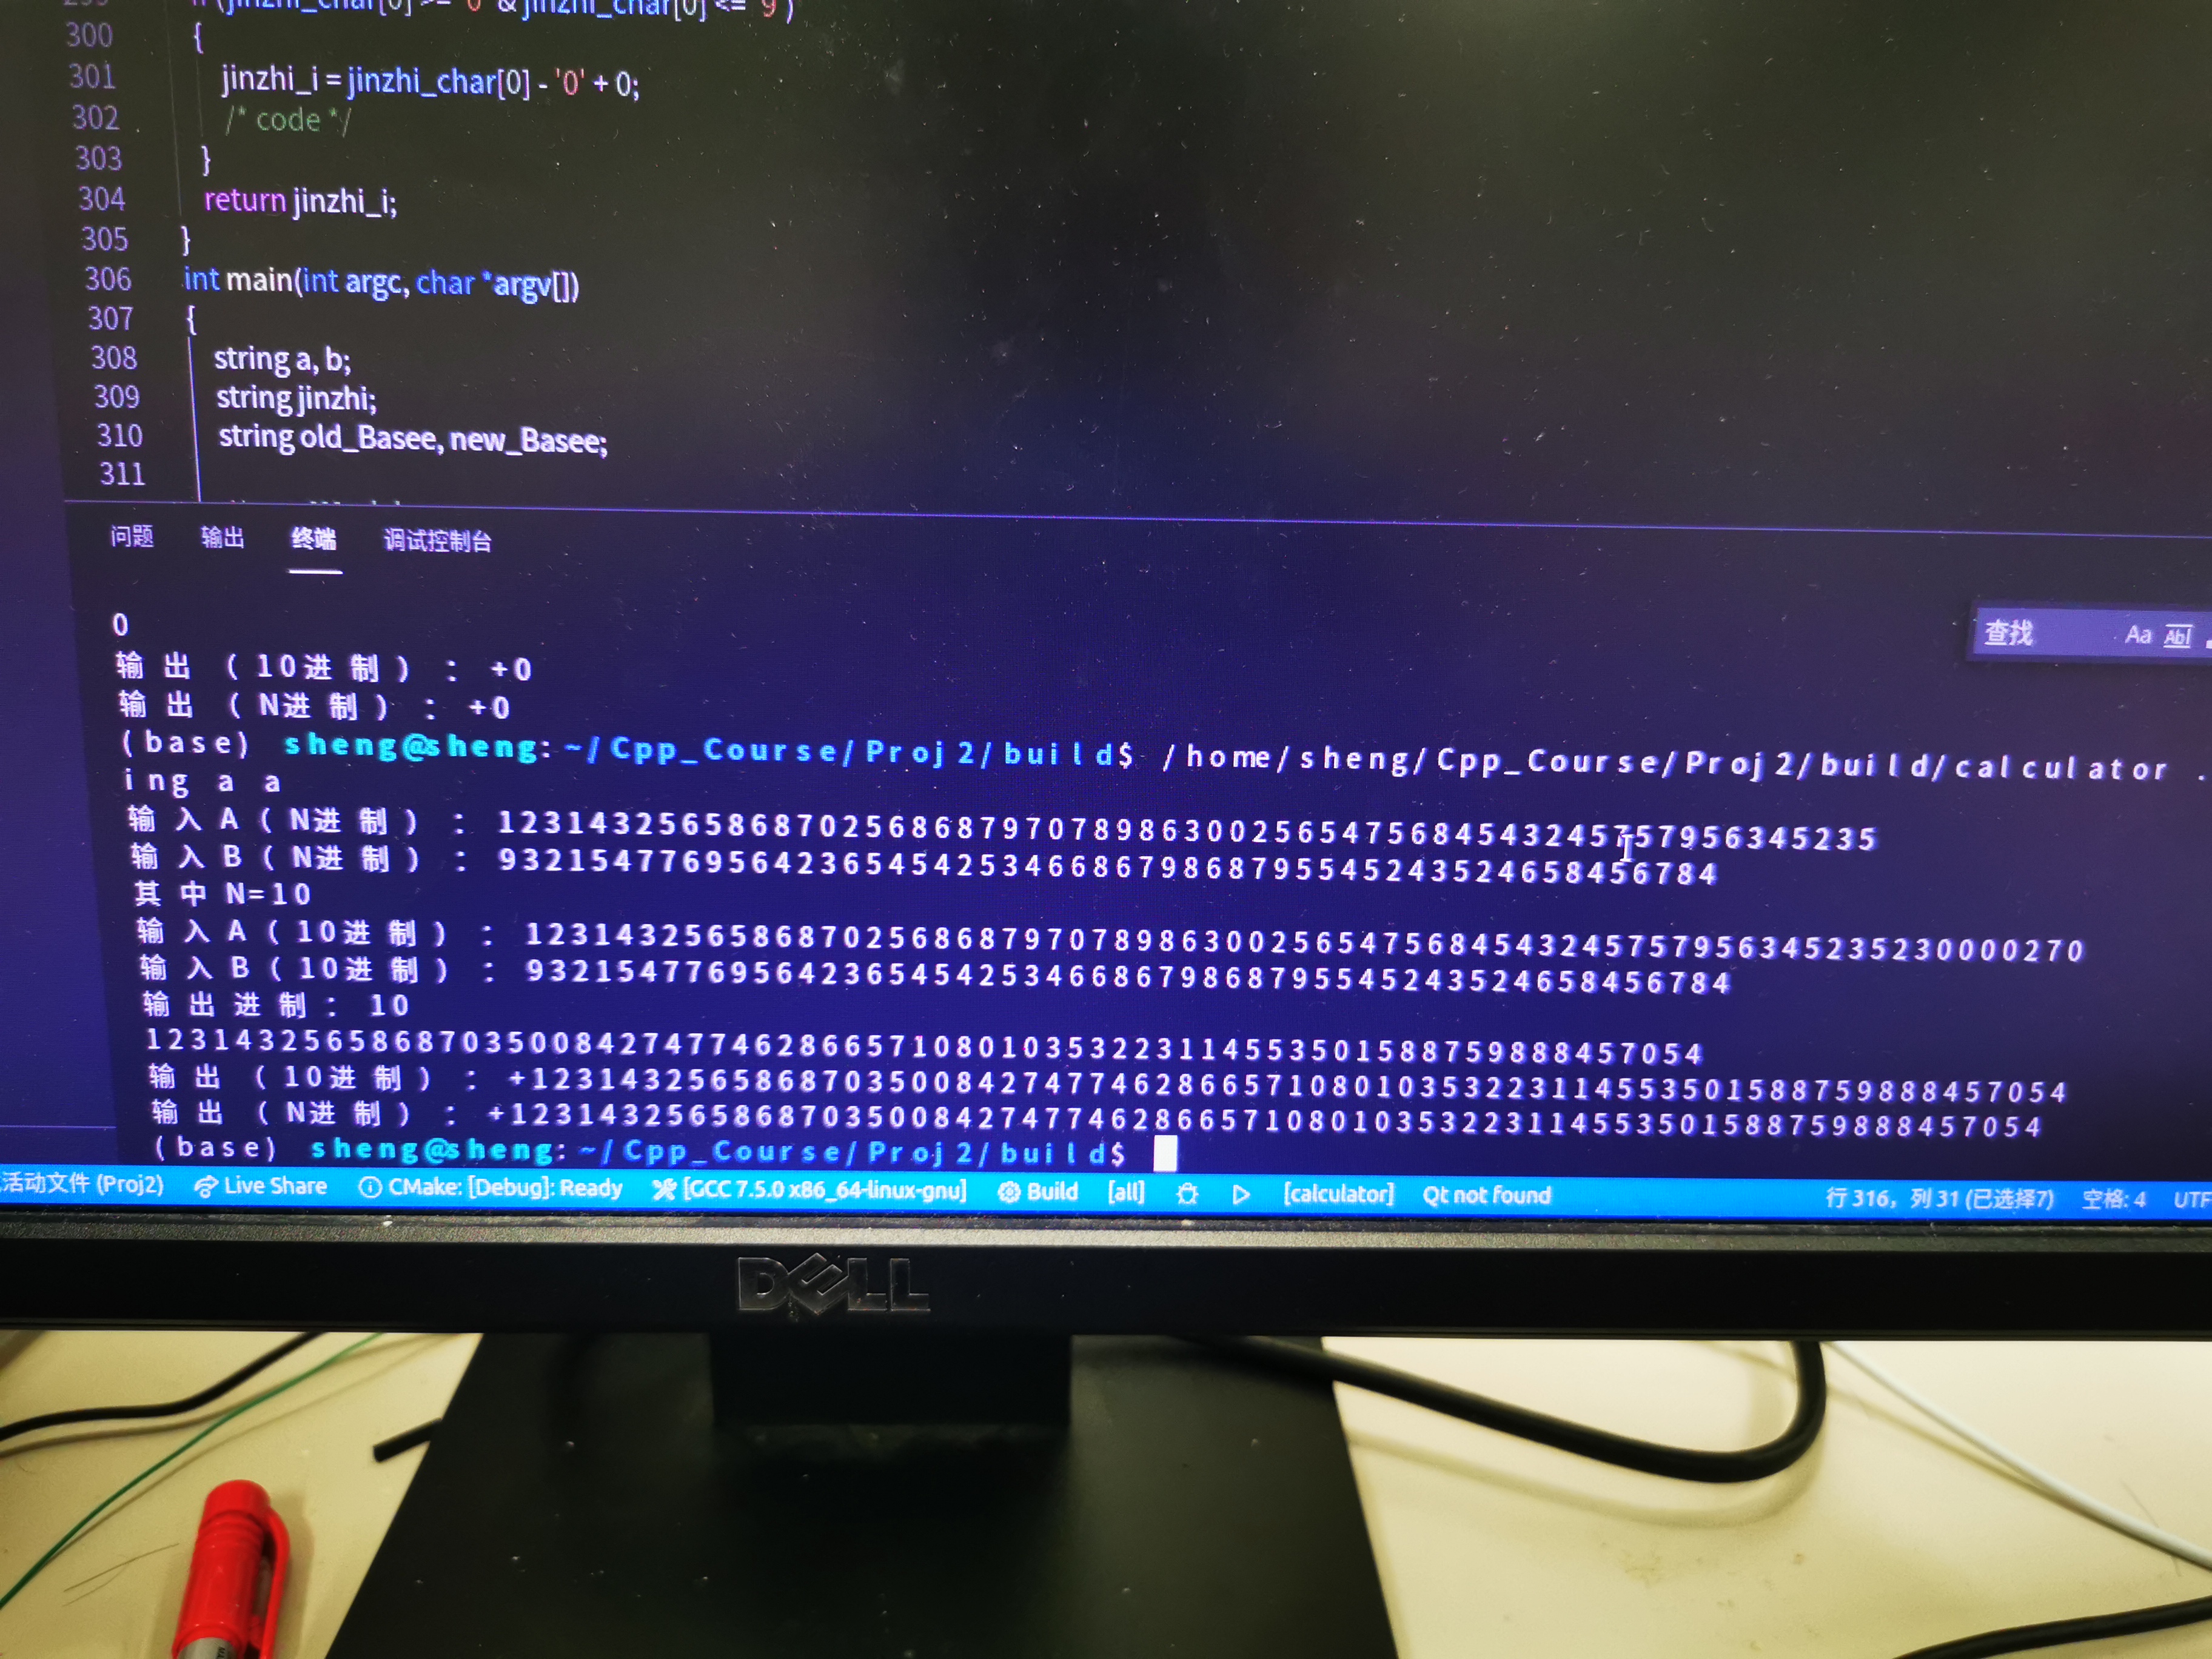 299 if (jinzhi_char[0] >= '0' & jinzhi_char[0] <= '9')
300 {
301 jinzhi_i = jinzhi_char[0] - '0' + 0;
302 /* code */
303 }
304 return jinzhi_i;
305 }
306 int main(int argc, char *argv[])
307 {
308 string a, b;
309 string jinzhi;
310 string old_Basee, new_Basee;
311
问题 输出 终端 调试控制台
查找 Aa Abl
0
输出（10进制）：+0
输出（N进制）：+0
(base) sheng@sheng:~/Cpp_Course/Proj2/build$ /home/sheng/Cpp_Course/Proj2/build/calculator .
ing a a
输入A(N进制）：1231432565868702568687970789863002565475684543245757956345235
输入B(N进制）：932154776956423654542534668679868795545243524658456784
其中N=10
输入A(10进制）：1231432565868702568687970789863002565475684543245757956345235230000270
输入B(10进制）：932154776956423654542534668679868795545243524658456784
输出进制：10
1231432565868703500842747746286657108010353223114553501588759888457054
输出（10进制）：+1231432565868703500842747746286657108010353223114553501588759888457054
输出（N进制）：+1231432565868703500842747746286657108010353223114553501588759888457054
(base) sheng@sheng:~/Cpp_Course/Proj2/build$
活动文件 (Proj2) Live Share CMake: [Debug]: Ready [GCC 7.5.0 x86_64-linux-gnu] Build [all] [calculator] Qt not found 行 316，列 31 (已选择7) 空格: 4 UTF
DELL